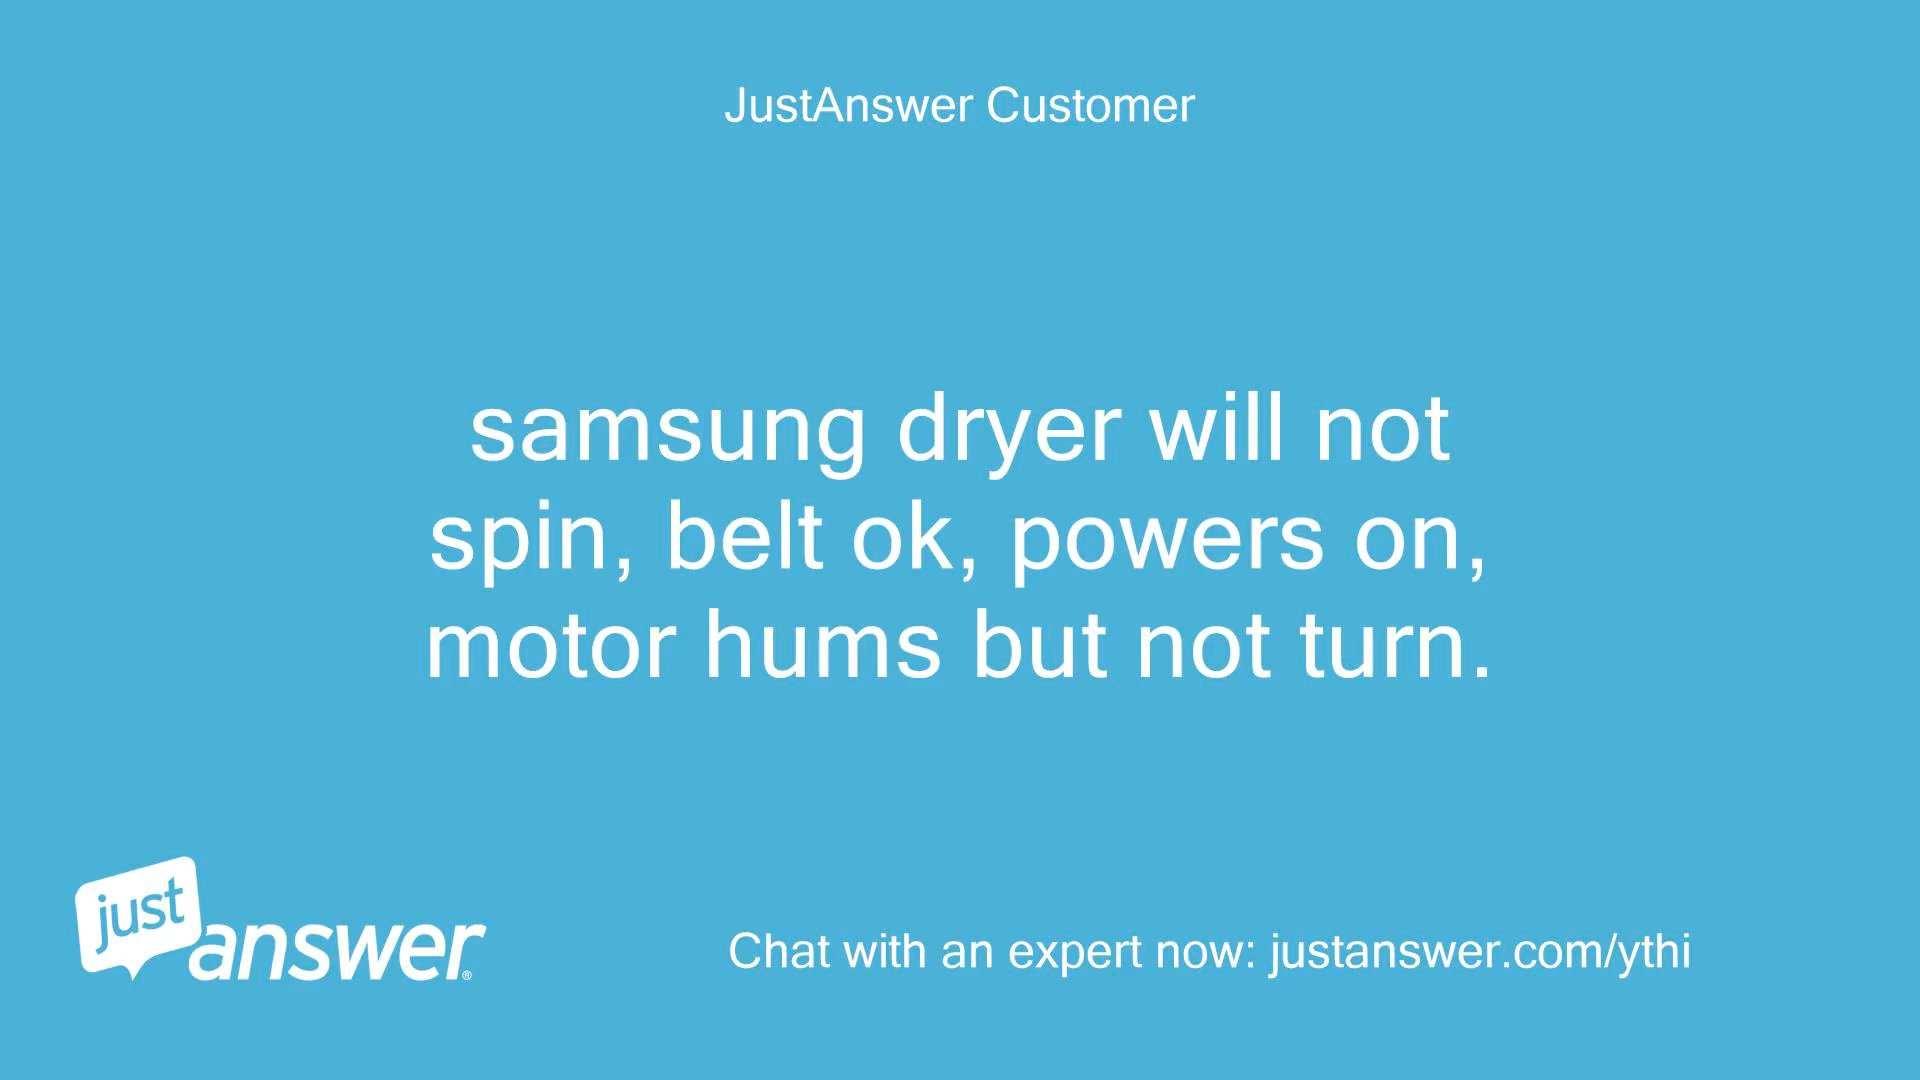 JustAnswer Customer
samsung dryer will not
spin, belt ok, powers on,
motor hums but not turn.
just
answer®
Chat with an expert now: justanswer.com/ythi